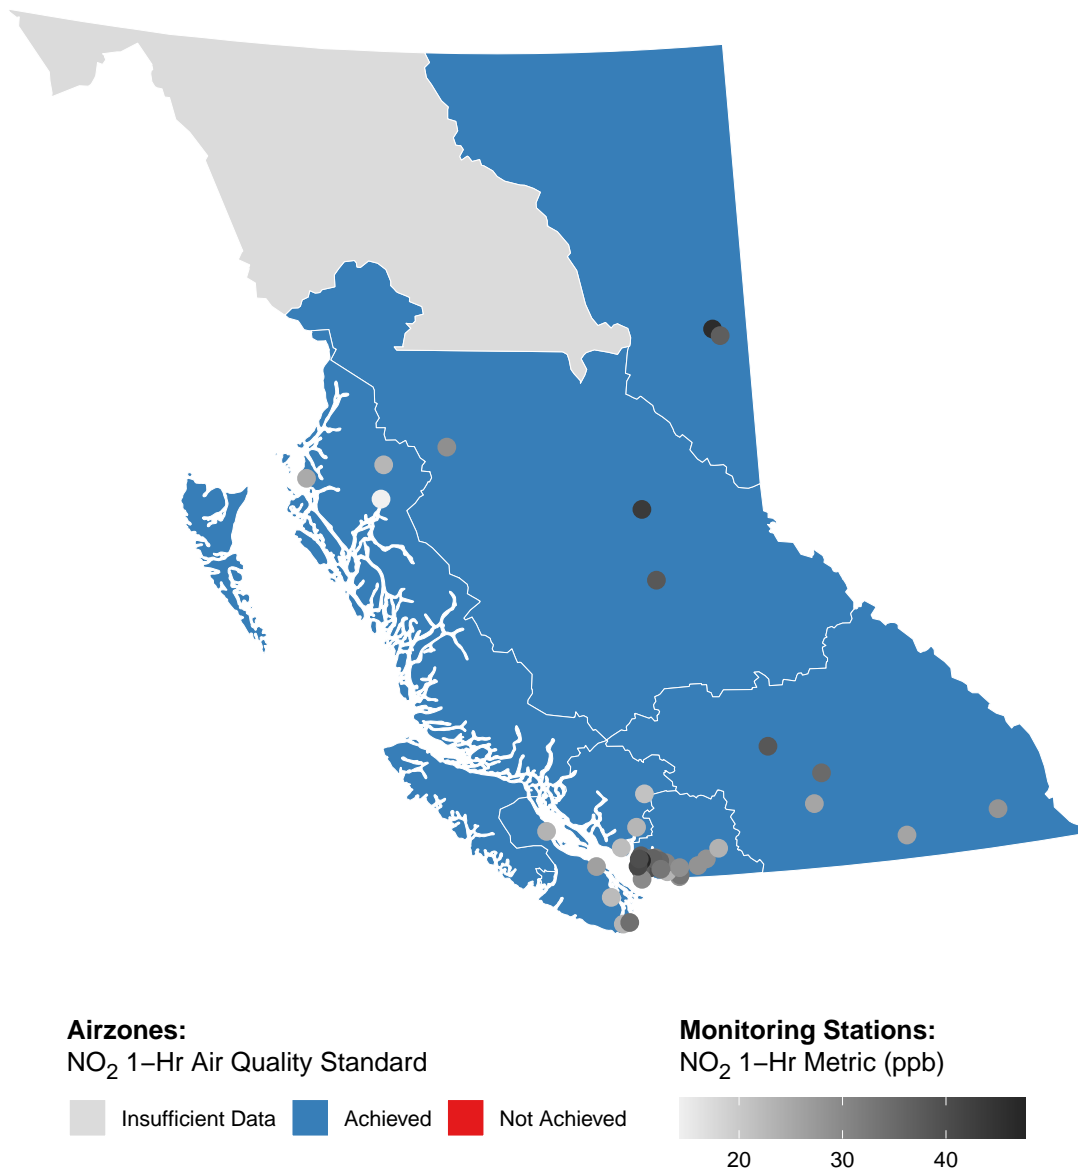 Airzones:
NO2 1−Hr Air Quality Standard
Insufficient Data Achieved Not Achieved
Monitoring Stations:
NO2 1−Hr Metric (ppb)
20 30 40